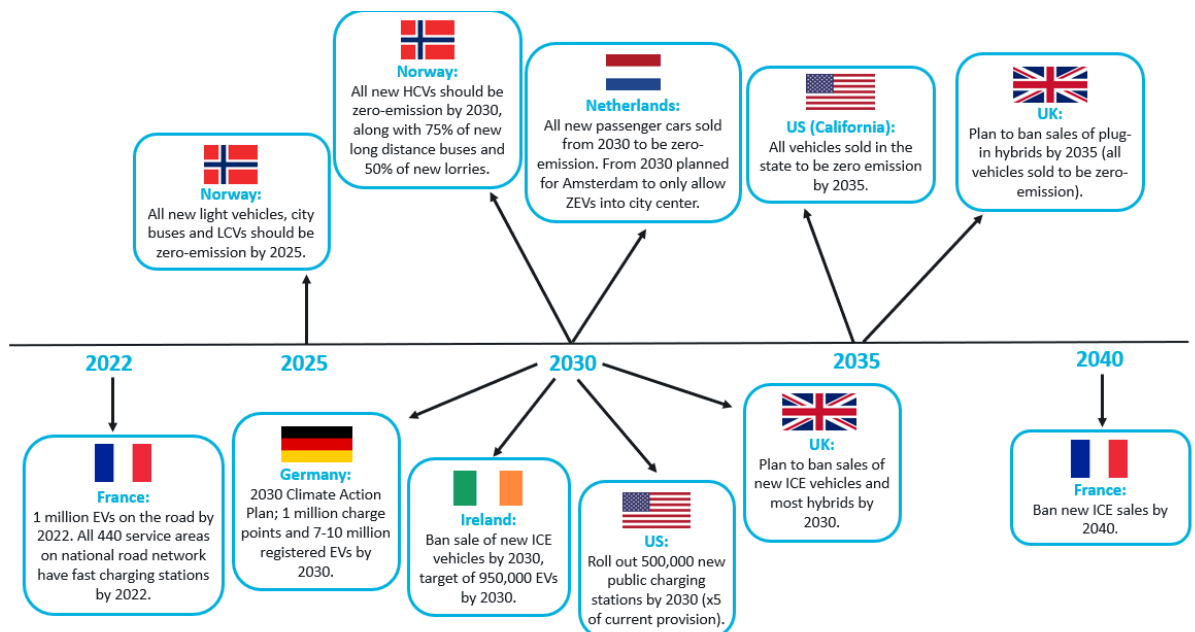 Norway:
All new HCVs should be
zero-emission by 2030,
along with 75% of new
long distance buses and
50% of new lorries.
Netherlands:
All new passenger cars sold
from 2030 to be zero-
emission. From 2030 planned
for Amsterdam to only allow
ZEVs into city center.
US (California):
All vehicles sold in the
state to be zero emission
by 2035.
UK:
Plan to ban sales of plug-
in hybrids by 2035 (all
vehicles sold to be zero-
emission).
Norway:
All new light vehicles, city
buses and LCVs should be
zero-emission by 2025.
2022
2025
2030
2035
2040
France:
1 million EVs on the road by
2022. All 440 service areas
on national road network
have fast charging stations
by 2022.
Germany:
2030 Climate Action
Plan; 1 million charge
points and 7-10 million
registered EVs by
2030.
Ireland:
Ban sale of new ICE
vehicles by 2030,
target of 950,000 EVs
by 2030.
US:
Roll out 500,000 new
public charging
stations by 2030 (x5
of current provision).
UK:
Plan to ban sales of
new ICE vehicles and
most hybrids by
2030.
France:
Ban new ICE sales by
2040.